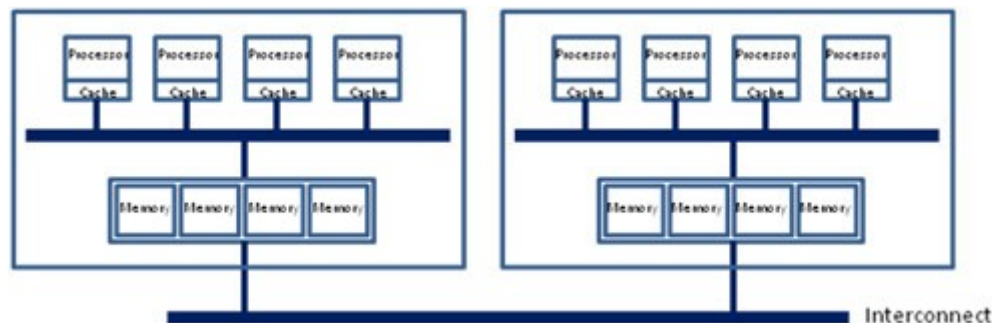 Processor Processor Processor Processor Processor Processor Processor Processor
Cache Cache Cache Cache Cache Cache Cache Cache
Memory Memory Memory Memory Memory Memory Memory Memory
Interconnect